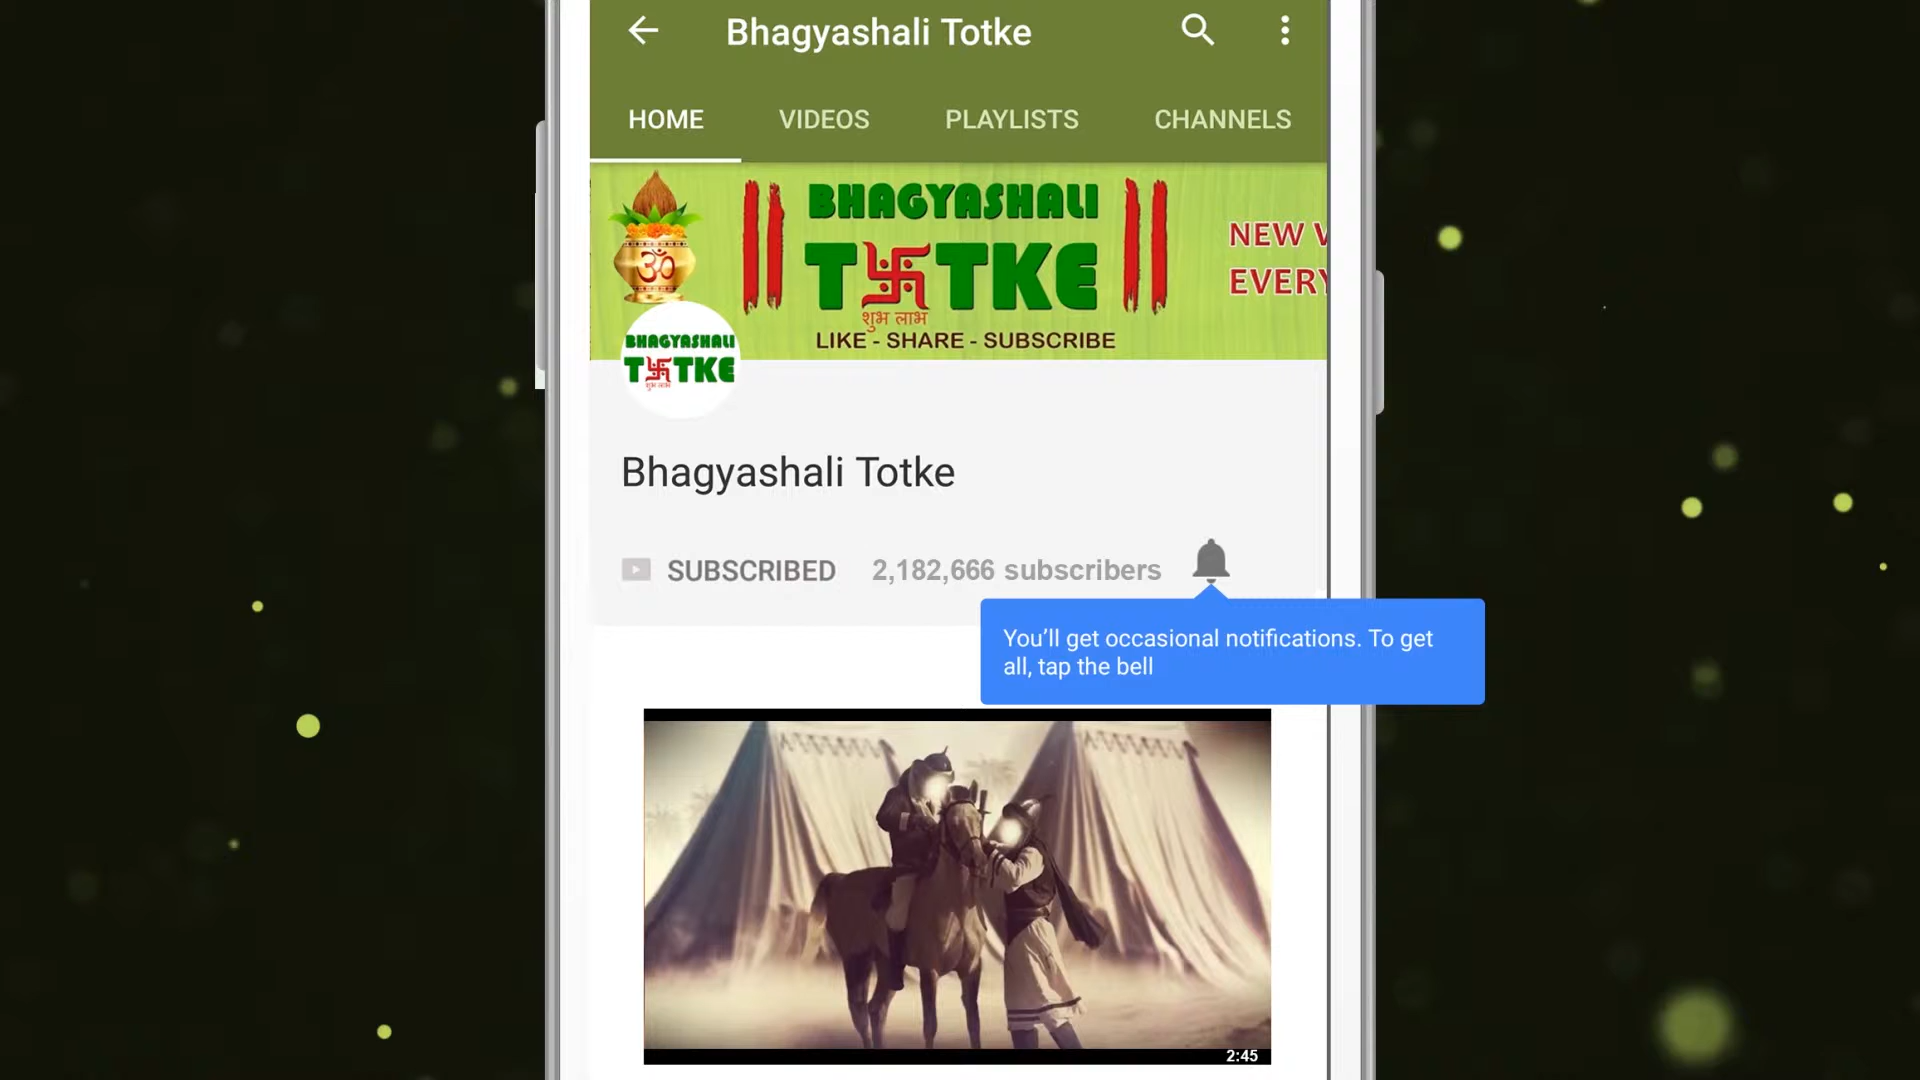 Bhagyashali Totke
HOME VIDEOS PLAYLISTS CHANNELS
BHAGYASHALI
TOTKE
शुभ लाभ
LIKE - SHARE - SUBSCRIBE
NEW
EVERY
ॐ
BHAGYASHALI
TOTKE
शुभ लाभ
Bhagyashali Totke
SUBSCRIBED 2,182,666 subscribers
You’ll get occasional notifications. To get
all, tap the bell
2:45